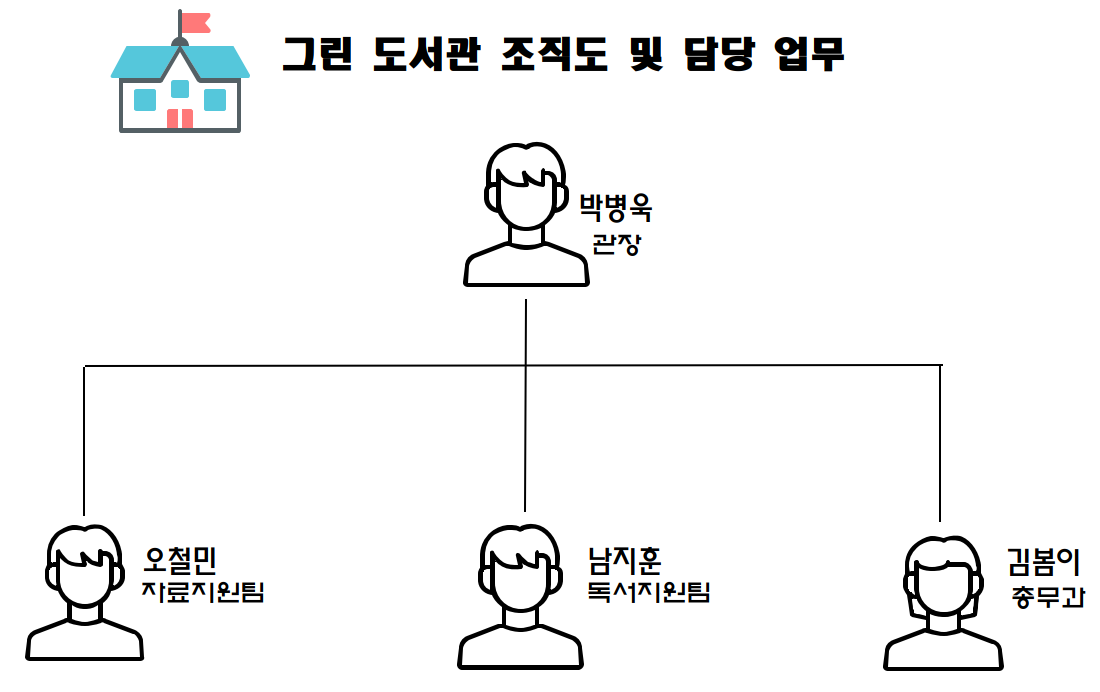 그린 도서관 조직도 및 담당 업무
박병욱
관장
오철민
자료지원팀
남지훈
독서지원팀
김봄이
총무과